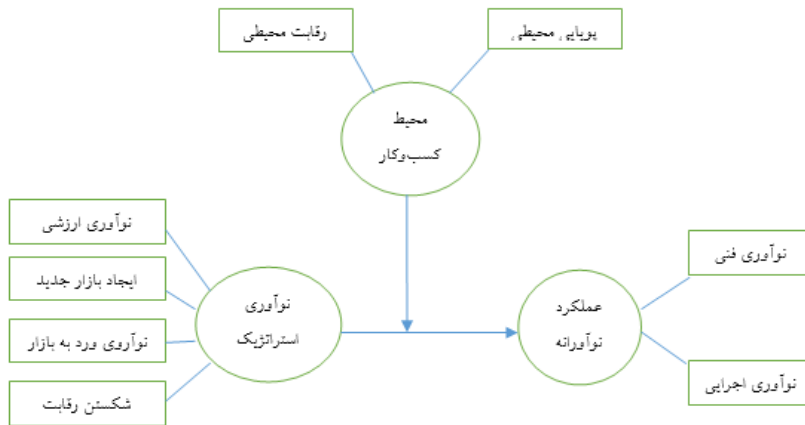 رقابت محیطی
پویایی محیطی
محیط
کسب‌وکار
نوآوری ارزشی
ایجاد بازار جدید
نوآروی ورد به بازار
شکستن رقابت
نوآوری
استراتژیک
عملکرد
نوآورانه
نوآوری فنی
نوآوری اجرایی